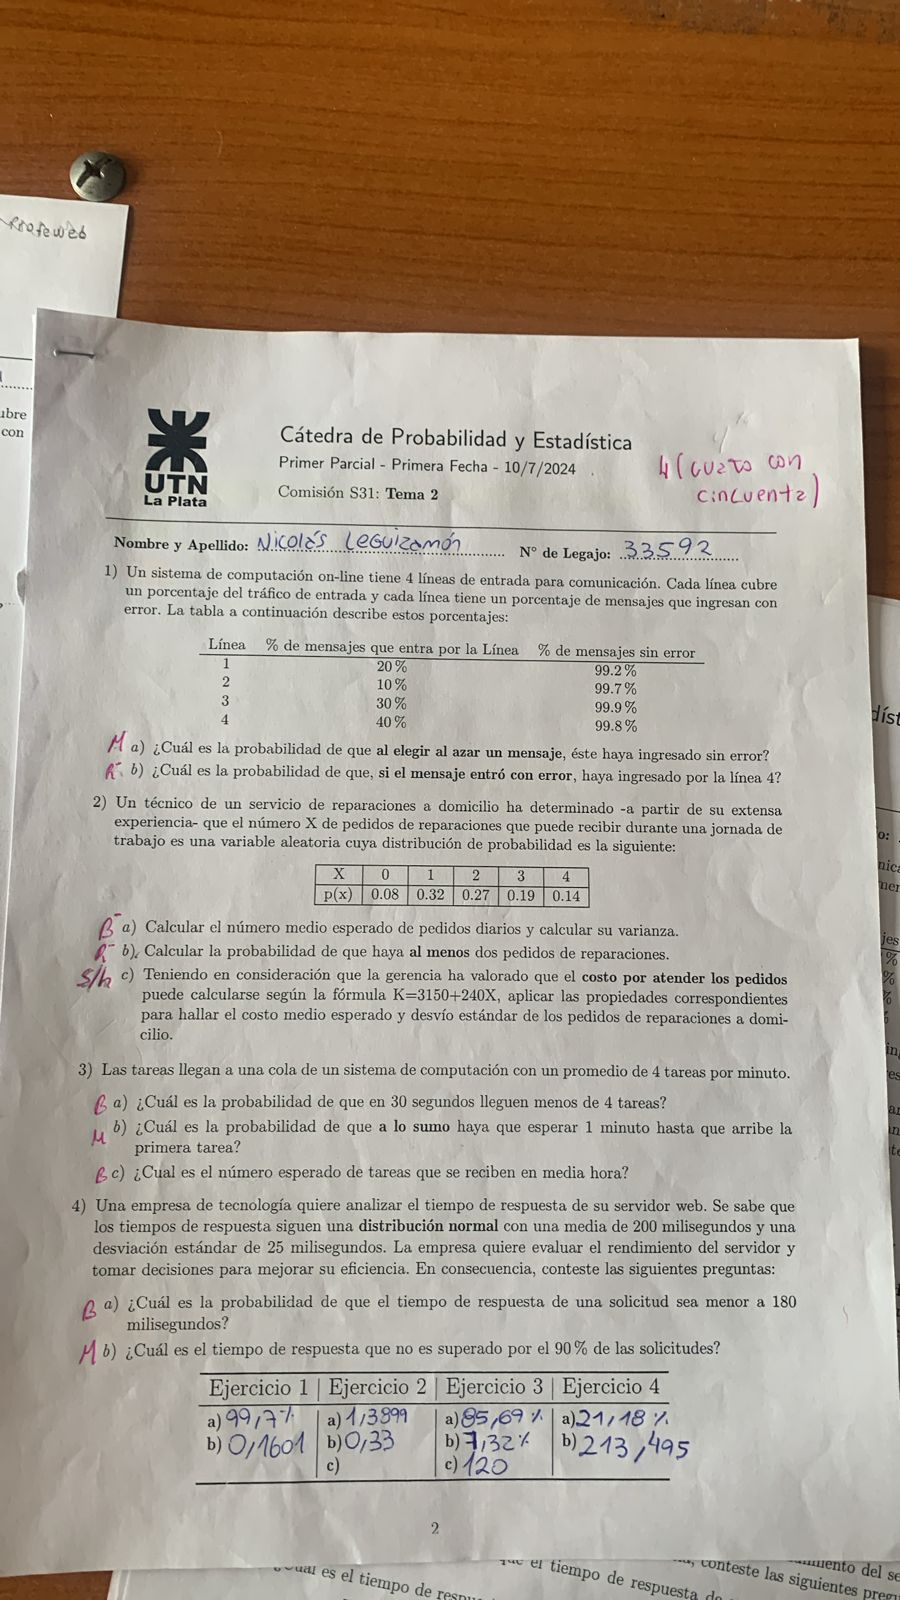 Profeweb
ubre
con
UTN
La Plata
Cátedra de Probabilidad y Estadística
Primer Parcial - Primera Fecha - 10/7/2024
Comisión S31: Tema 2
4 (cuatro con
cincuenta)
Nombre y Apellido: Nicolás Leguizamón N° de Legajo: 33592
1) Un sistema de computación on-line tiene 4 líneas de entrada para comunicación. Cada línea cubre
un porcentaje del tráfico de entrada y cada línea tiene un porcentaje de mensajes que ingresan con
error. La tabla a continuación describe estos porcentajes:
Línea % de mensajes que entra por la Línea % de mensajes sin error
1 20% 99.2%
2 10% 99.7%
3 30% 99.9%
4 40% 99.8%
M a) ¿Cuál es la probabilidad de que al elegir al azar un mensaje, éste haya ingresado sin error?
R- b) ¿Cuál es la probabilidad de que, si el mensaje entró con error, haya ingresado por la línea 4?
2) Un técnico de un servicio de reparaciones a domicilio ha determinado -a partir de su extensa
experiencia- que el número X de pedidos de reparaciones que puede recibir durante una jornada de
trabajo es una variable aleatoria cuya distribución de probabilidad es la siguiente:
X 0 1 2 3 4
p(x) 0.08 0.32 0.27 0.19 0.14
B- a) Calcular el número medio esperado de pedidos diarios y calcular su varianza.
R- b) Calcular la probabilidad de que haya al menos dos pedidos de reparaciones.
S/h c) Teniendo en consideración que la gerencia ha valorado que el costo por atender los pedidos
puede calcularse según la fórmula K=3150+240X, aplicar las propiedades correspondientes
para hallar el costo medio esperado y desvío estándar de los pedidos de reparaciones a domi-
cilio.
3) Las tareas llegan a una cola de un sistema de computación con un promedio de 4 tareas por minuto.
B a) ¿Cuál es la probabilidad de que en 30 segundos lleguen menos de 4 tareas?
M b) ¿Cuál es la probabilidad de que a lo sumo haya que esperar 1 minuto hasta que arribe la
primera tarea?
B c) ¿Cual es el número esperado de tareas que se reciben en media hora?
4) Una empresa de tecnología quiere analizar el tiempo de respuesta de su servidor web. Se sabe que
los tiempos de respuesta siguen una distribución normal con una media de 200 milisegundos y una
desviación estándar de 25 milisegundos. La empresa quiere evaluar el rendimiento del servidor y
tomar decisiones para mejorar su eficiencia. En consecuencia, conteste las siguientes preguntas:
B a) ¿Cuál es la probabilidad de que el tiempo de respuesta de una solicitud sea menor a 180
milisegundos?
M b) ¿Cuál es el tiempo de respuesta que no es superado por el 90% de las solicitudes?
Ejercicio 1 | Ejercicio 2 | Ejercicio 3 | Ejercicio 4
a) 99,7% a) 1,3899 a) 85,69% a) 21,18%
b) 0,1601 b) 0,33 b) 7,32% b) 213,495
c) c) 120
2
el tiempo de respuesta
conteste las siguientes
es el tiempo de